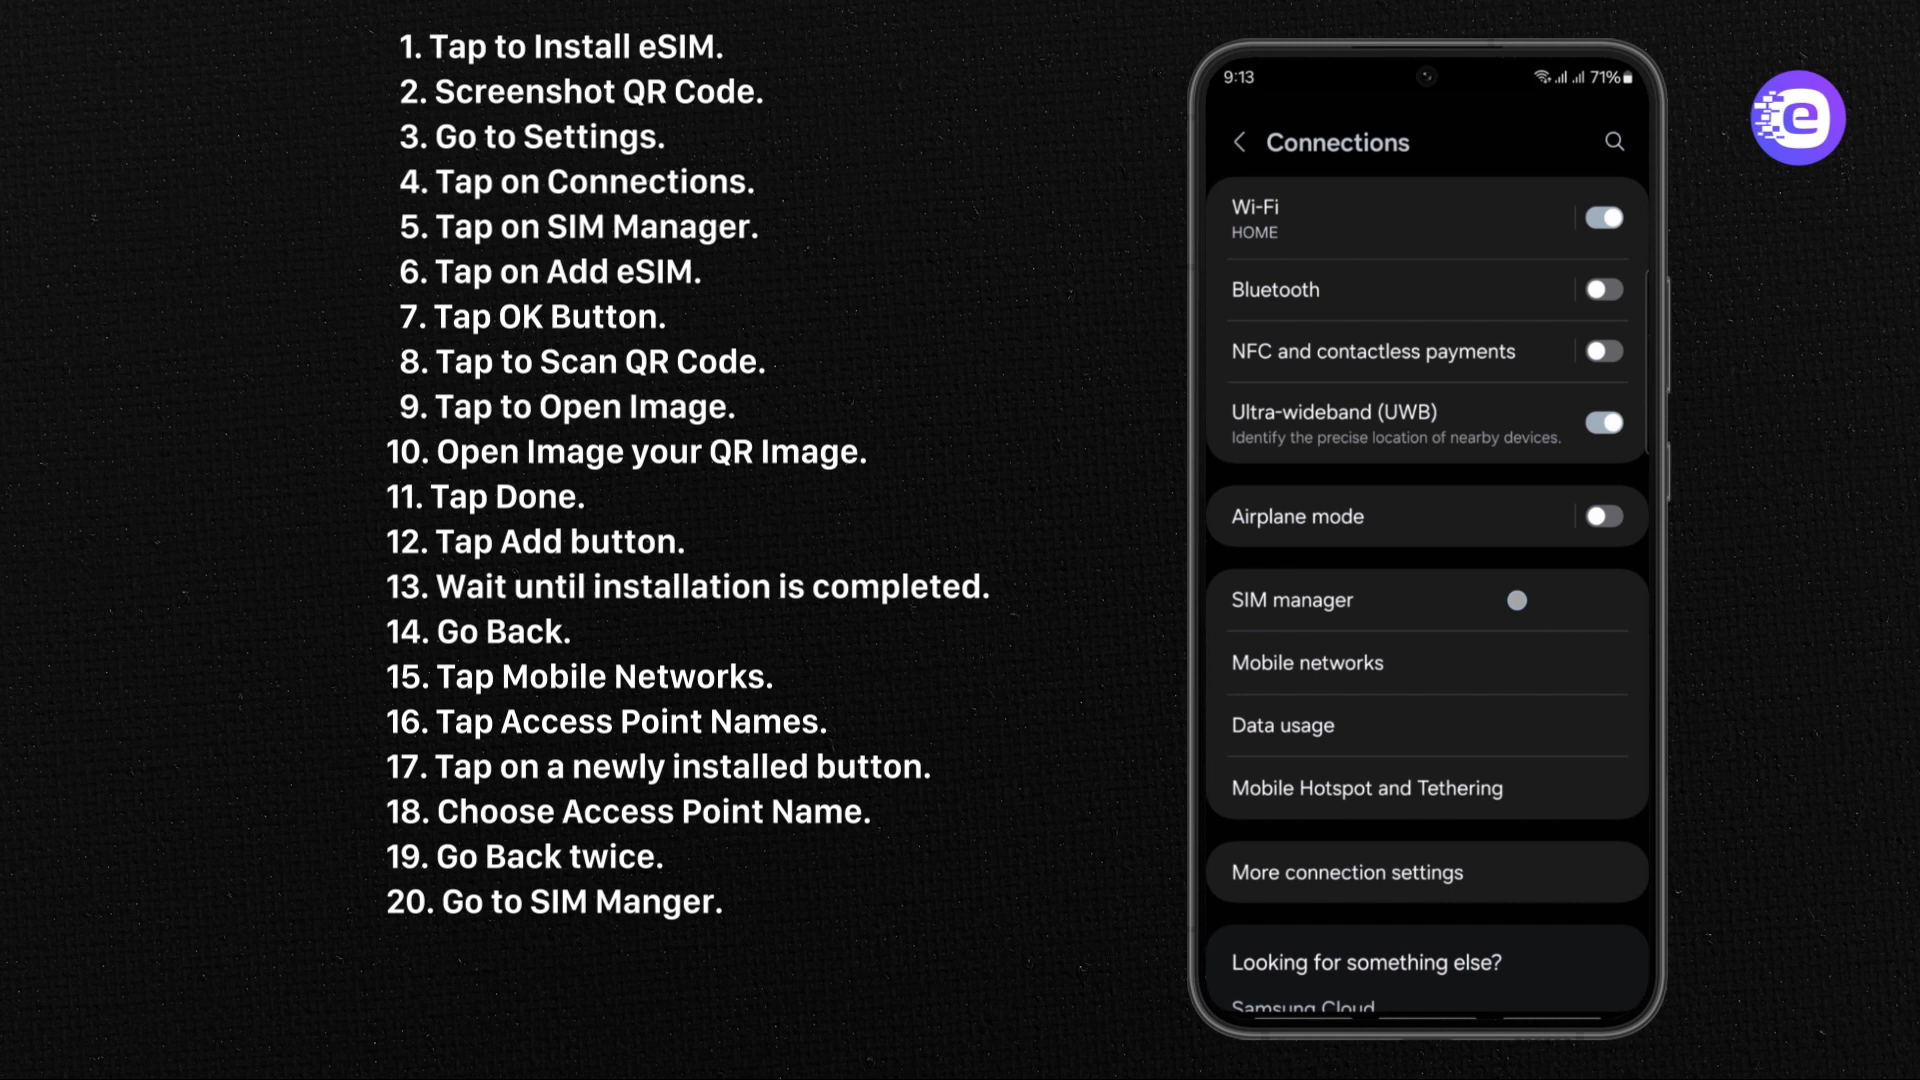 1. Tap to Install eSIM.
2. Screenshot QR Code.
3. Go to Settings.
4. Tap on Connections.
5. Tap on SIM Manager.
6. Tap on Add eSIM.
7. Tap OK Button.
8. Tap to Scan QR Code.
9. Tap to Open Image.
10. Open Image your QR Image.
11. Tap Done.
12. Tap Add button.
13. Wait until installation is completed.
14. Go Back.
15. Tap Mobile Networks.
16. Tap Access Point Names.
17. Tap on a newly installed button.
18. Choose Access Point Name.
19. Go Back twice.
20. Go to SIM Manger.
9:13
71%
Connections
Wi-Fi
HOME
Bluetooth
NFC and contactless payments
Ultra-wideband (UWB)
Identify the precise location of nearby devices.
Airplane mode
SIM manager
Mobile networks
Data usage
Mobile Hotspot and Tethering
More connection settings
Looking for something else?
Samsung Cloud
e